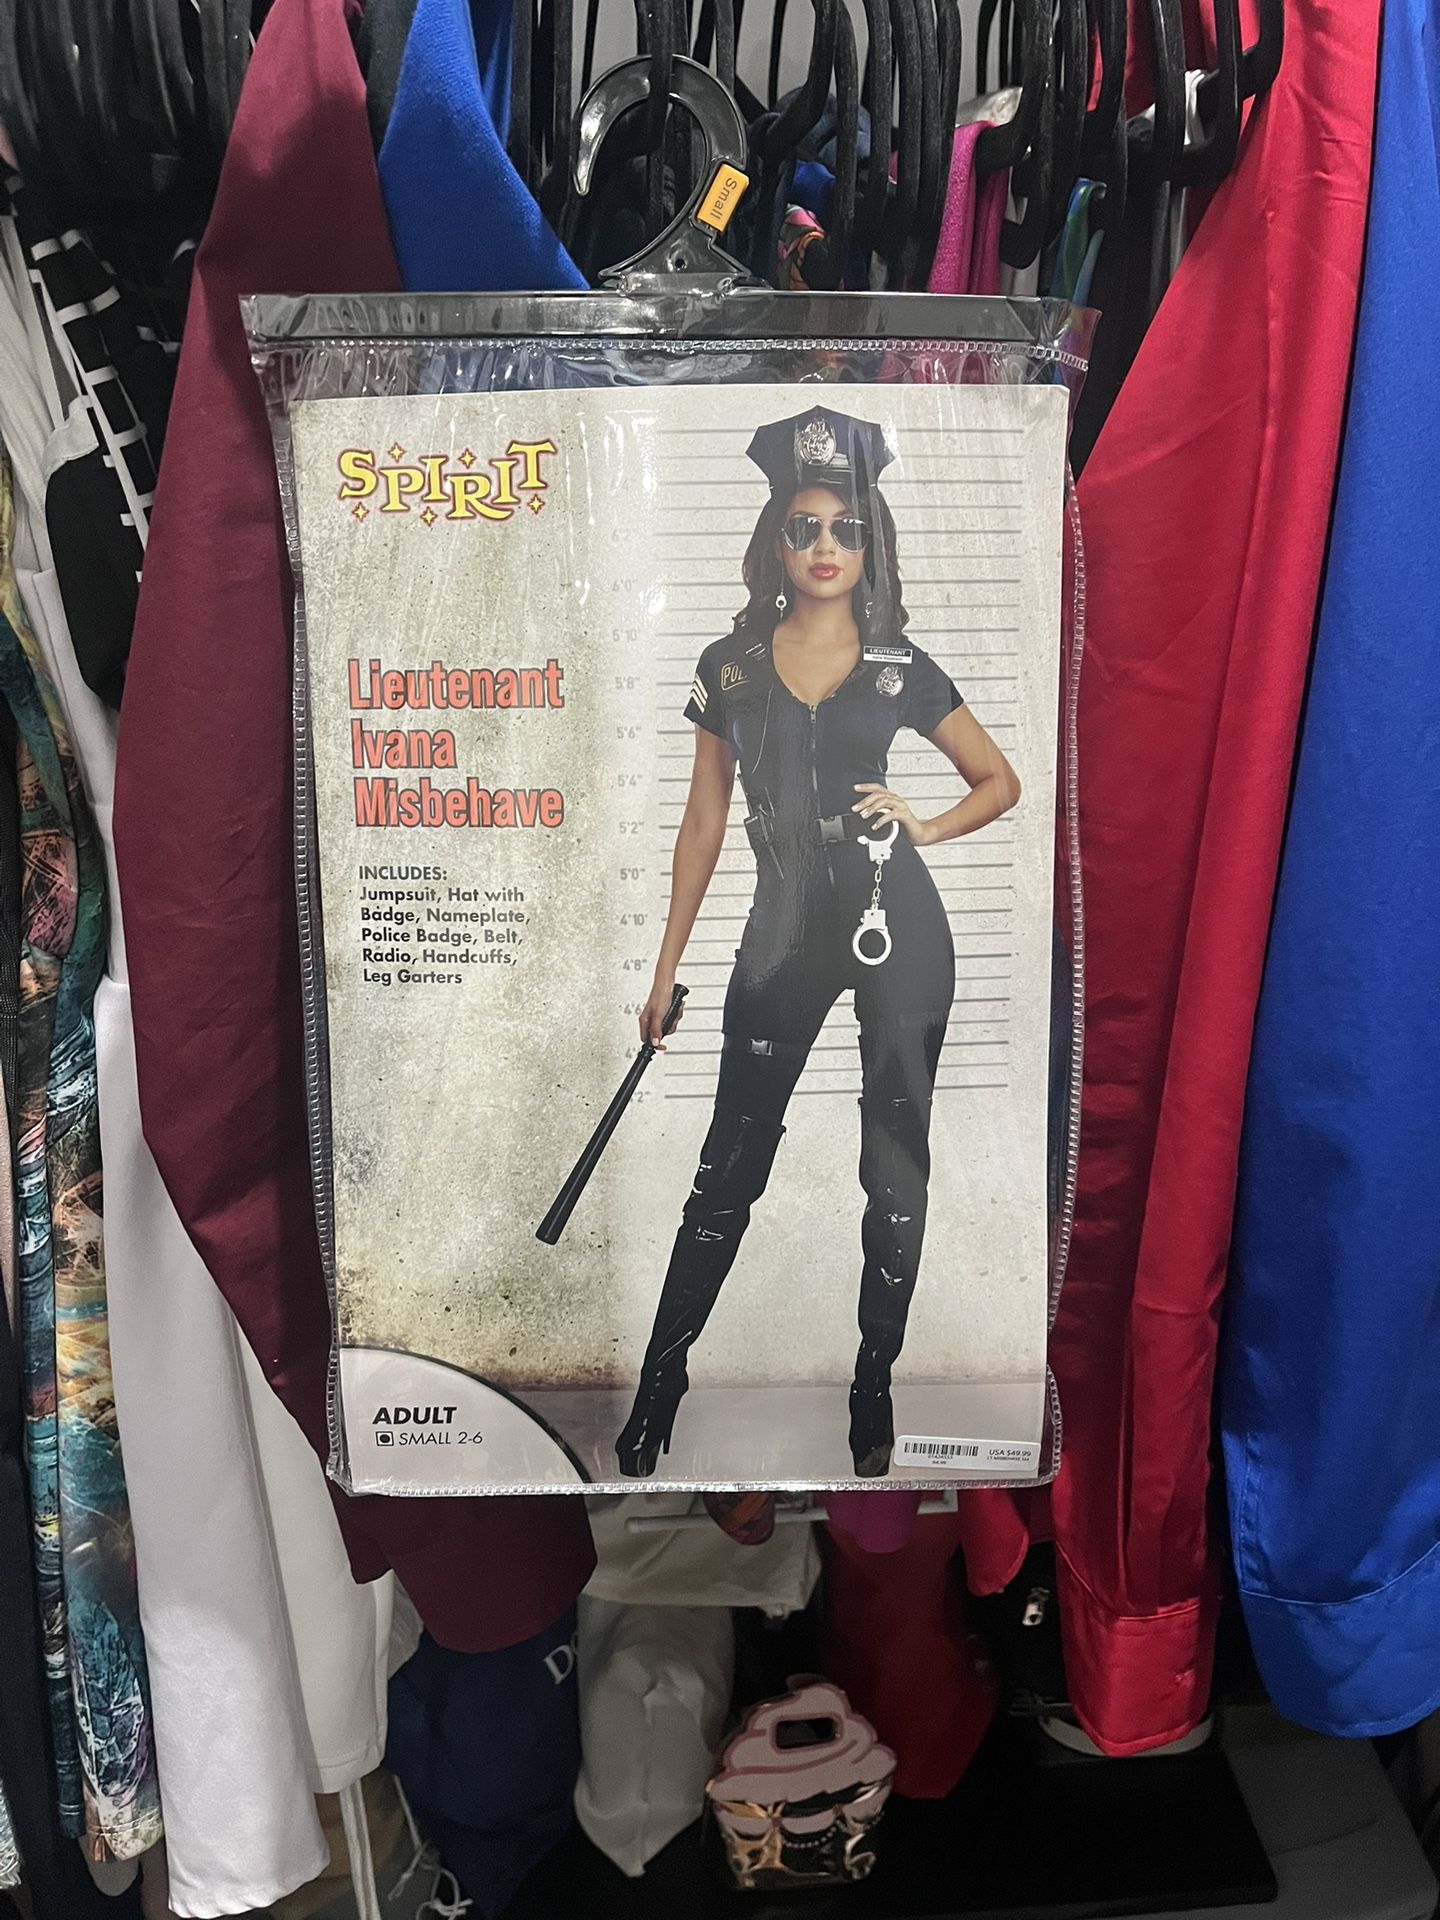 Small
SPIRIT
6'2"
6'0"
5'10"
5'8"
5'6"
5'4"
5'2"
5'0"
4'10"
4'8"
LIEUTENANT
Lieutenant
Ivana
Misbehave
INCLUDES:
Jumpsuit, Hat with
Badge, Nameplate,
Police Badge, Belt,
Radio, Handcuffs,
Leg Garters
ADULT
SMALL 2-6
USA $49.99